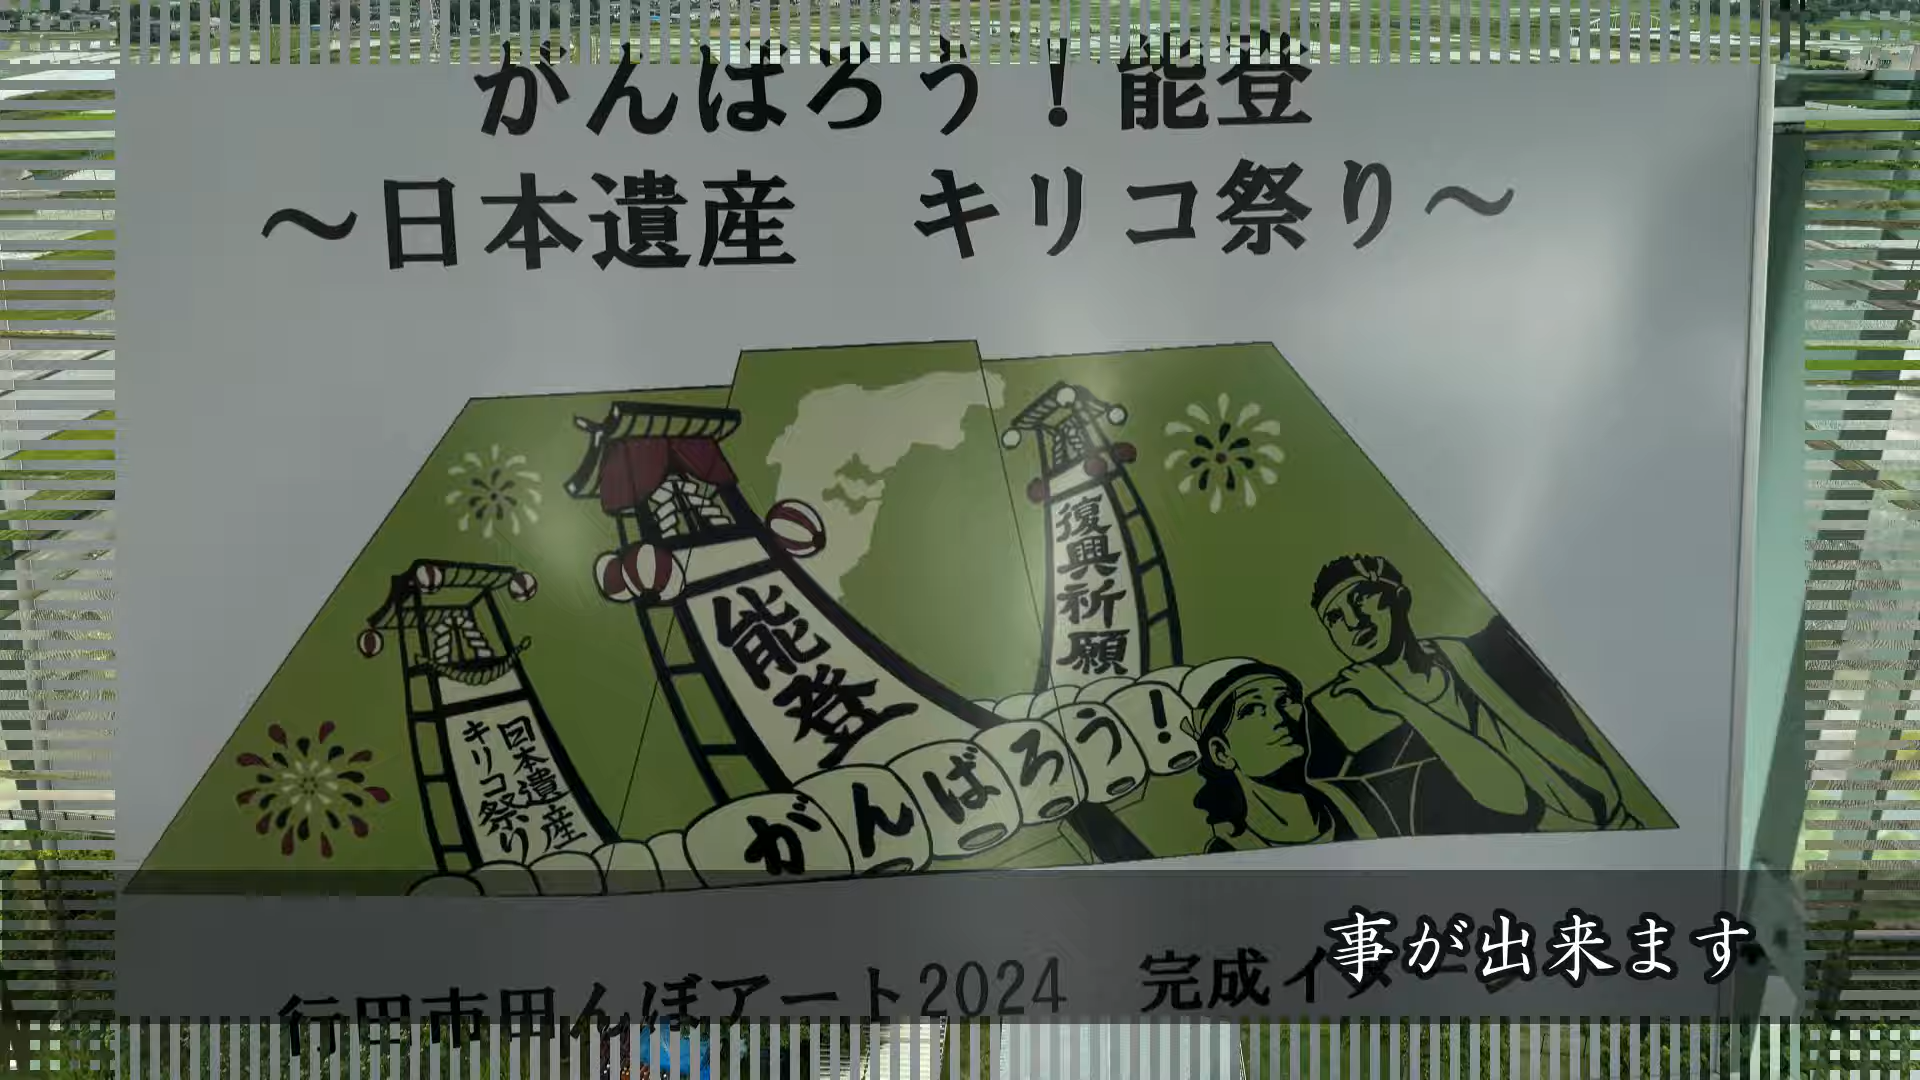 がんばろう！能登
～日本遺産　キリコ祭り～
復興祈願
能登
日本遺産
キリコ祭り
がんばろう！
事が出来ます
行田市田んぼアート2024　完成イメージ